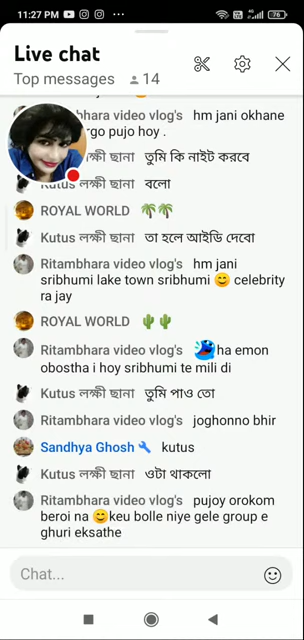 11:27 PM
76
Live chat
Top messages 14
video vlog's hm jani okhane
pujo hoy .
ছানা তুমি কি নাইট করবে
Kutus লক্ষী ছানা বলো
ROYAL WORLD 🌴🌴
Kutus লক্ষী ছানা তা হলে আইডি দেবো
Ritambhara video vlog's hm jani
sribhumi lake town sribhumi 😊 celebrity
ra jay
ROYAL WORLD 🌵🌵
Ritambhara video vlog's ha emon
obostha i hoy sribhumi te mili di
Kutus লক্ষী ছানা তুমি পাও তো
Ritambhara video vlog's joghonno bhir
Sandhya Ghosh 🔧 kutus
Kutus লক্ষী ছানা ওটা থাকলো
Ritambhara video vlog's pujoy orokom
beroi na 😊keu bolle niye gele group e
ghuri eksathe
Chat...